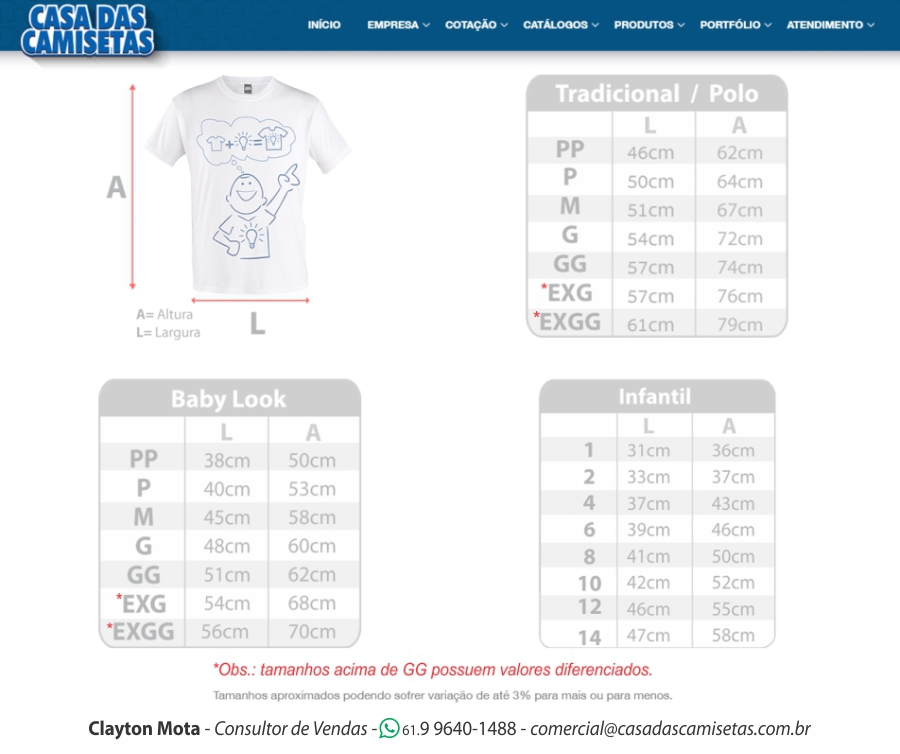 CASA DAS
CAMISETAS
INÍCIO EMPRESA COTAÇÃO CATÁLOGOS PRODUTOS PORTFÓLIO ATENDIMENTO
A
A= Altura
L= Largura
L
Tradicional / Polo
L A
PP 46cm 62cm
P 50cm 64cm
M 51cm 67cm
G 54cm 72cm
GG 57cm 74cm
*EXG 57cm 76cm
*EXGG 61cm 79cm
Baby Look
L A
PP 38cm 50cm
P 40cm 53cm
M 45cm 58cm
G 48cm 60cm
GG 51cm 62cm
*EXG 54cm 68cm
*EXGG 56cm 70cm
Infantil
L A
1 31cm 36cm
2 33cm 37cm
4 37cm 43cm
6 39cm 46cm
8 41cm 50cm
10 42cm 52cm
12 46cm 55cm
14 47cm 58cm
*Obs.: tamanhos acima de GG possuem valores diferenciados.
Tamanhos aproximados podendo sofrer variação de até 3% para mais ou para menos.
Clayton Mota - Consultor de Vendas - 61.9 9640-1488 - comercial@casadascamisetas.com.br